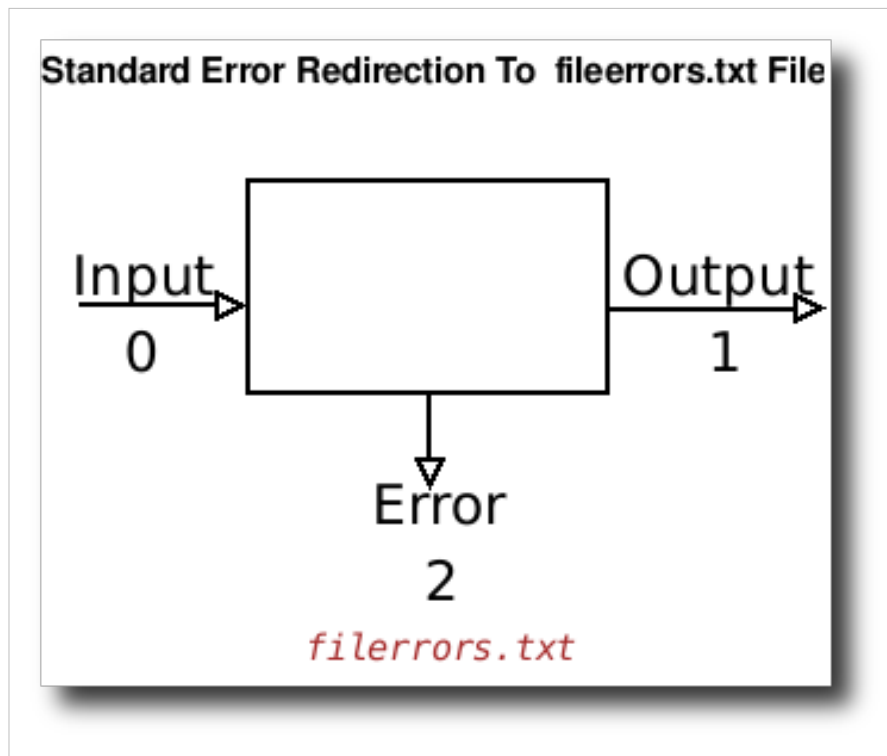 Standard Error Redirection To fileerrors.txt File
Input
Output
0
1
Error
2
filerrors.txt